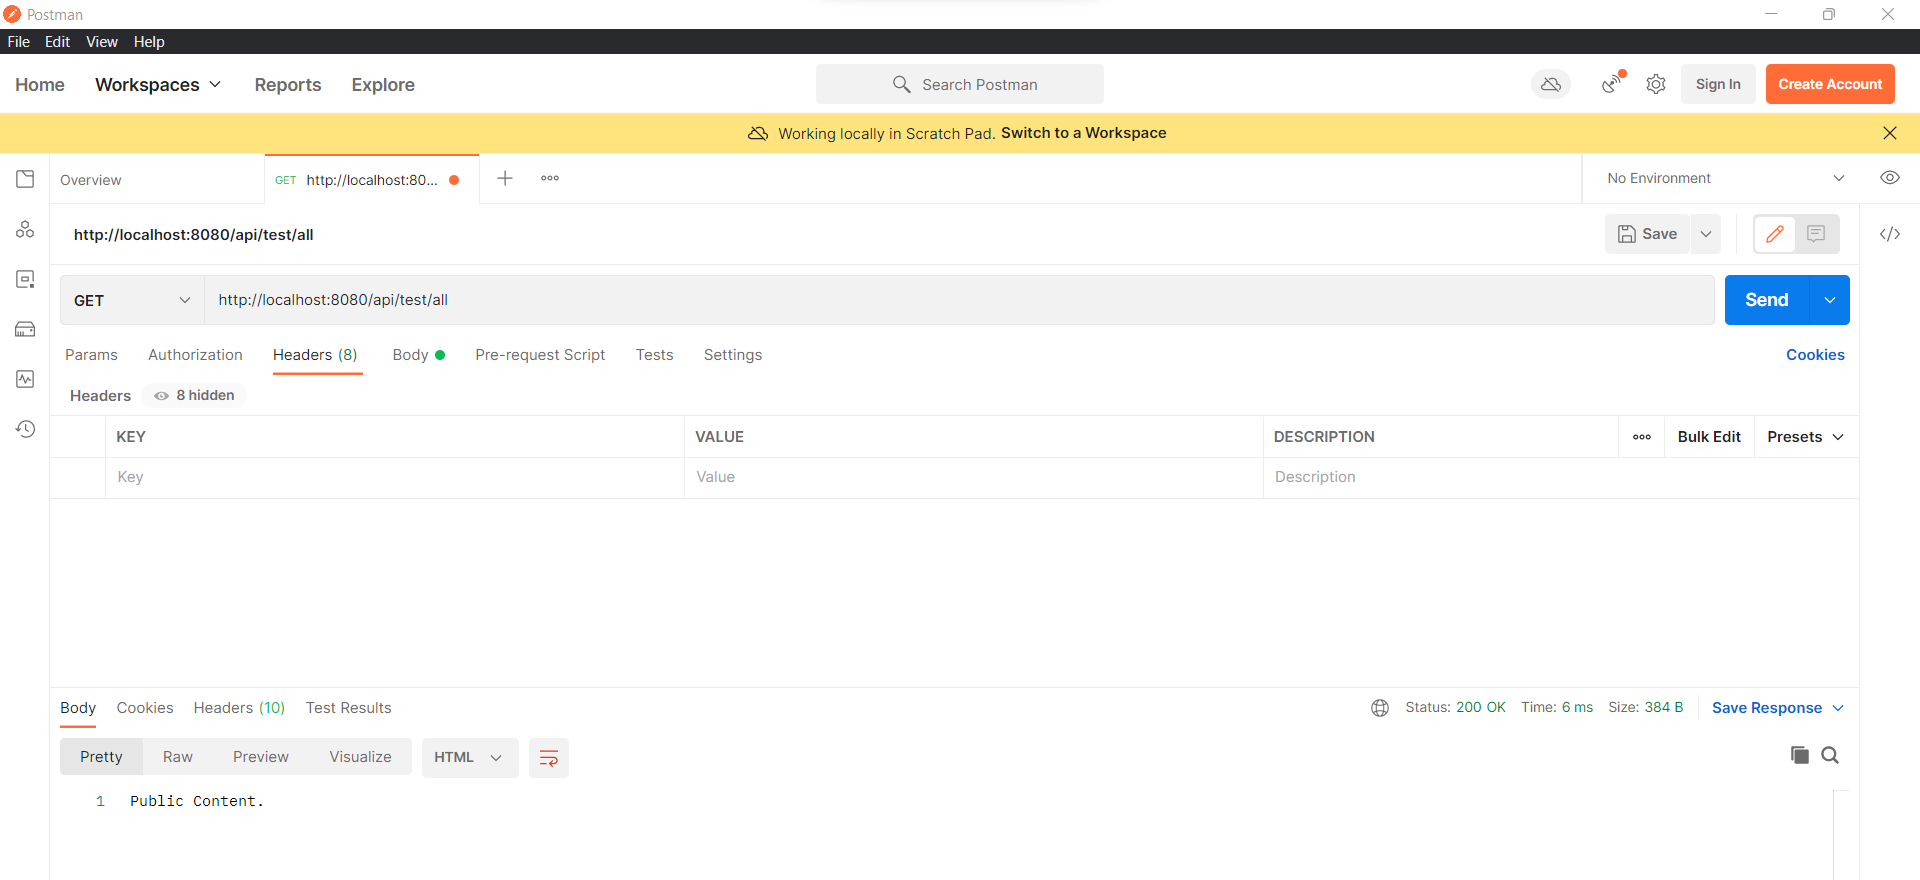 Postman
File Edit View Help
Home Workspaces Reports Explore Search Postman Sign In Create Account
Working locally in Scratch Pad. Switch to a Workspace
Overview GET http://localhost:80... No Environment
http://localhost:8080/api/test/all Save
GET http://localhost:8080/api/test/all Send
Params Authorization Headers (8) Body Pre-request Script Tests Settings Cookies
Headers 8 hidden
KEY VALUE DESCRIPTION Bulk Edit Presets
Key Value Description
Body Cookies Headers (10) Test Results Status: 200 OK Time: 6 ms Size: 384 B Save Response
Pretty Raw Preview Visualize HTML
1 Public Content.